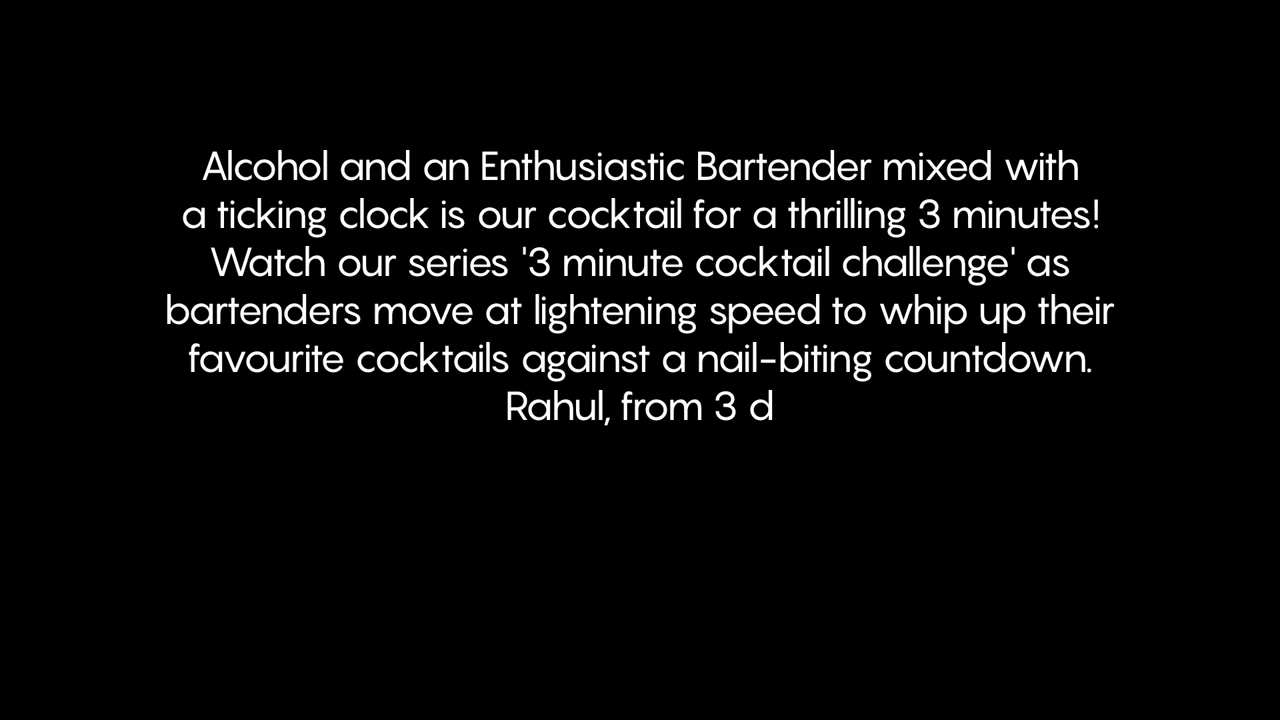 Alcohol and an Enthusiastic Bartender mixed with
a ticking clock is our cocktail for a thrilling 3 minutes!
Watch our series '3 minute cocktail challenge' as
bartenders move at lightening speed to whip up their
favourite cocktails against a nail-biting countdown.
Rahul, from 3 d